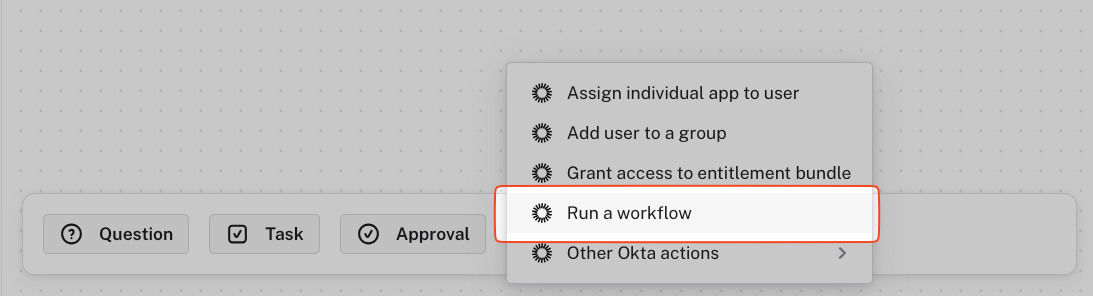 Assign individual app to user
Add user to a group
Grant access to entitlement bundle
Run a workflow
Other Okta actions
Question
Task
Approval